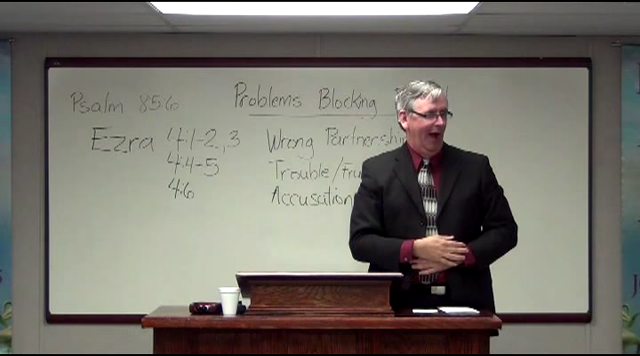 Psalm 85:6 Problems Blocking
Ezra 4:1-2,3 Wrong Partnership
4:4-5 Trouble/Fru
4:6 Accusation